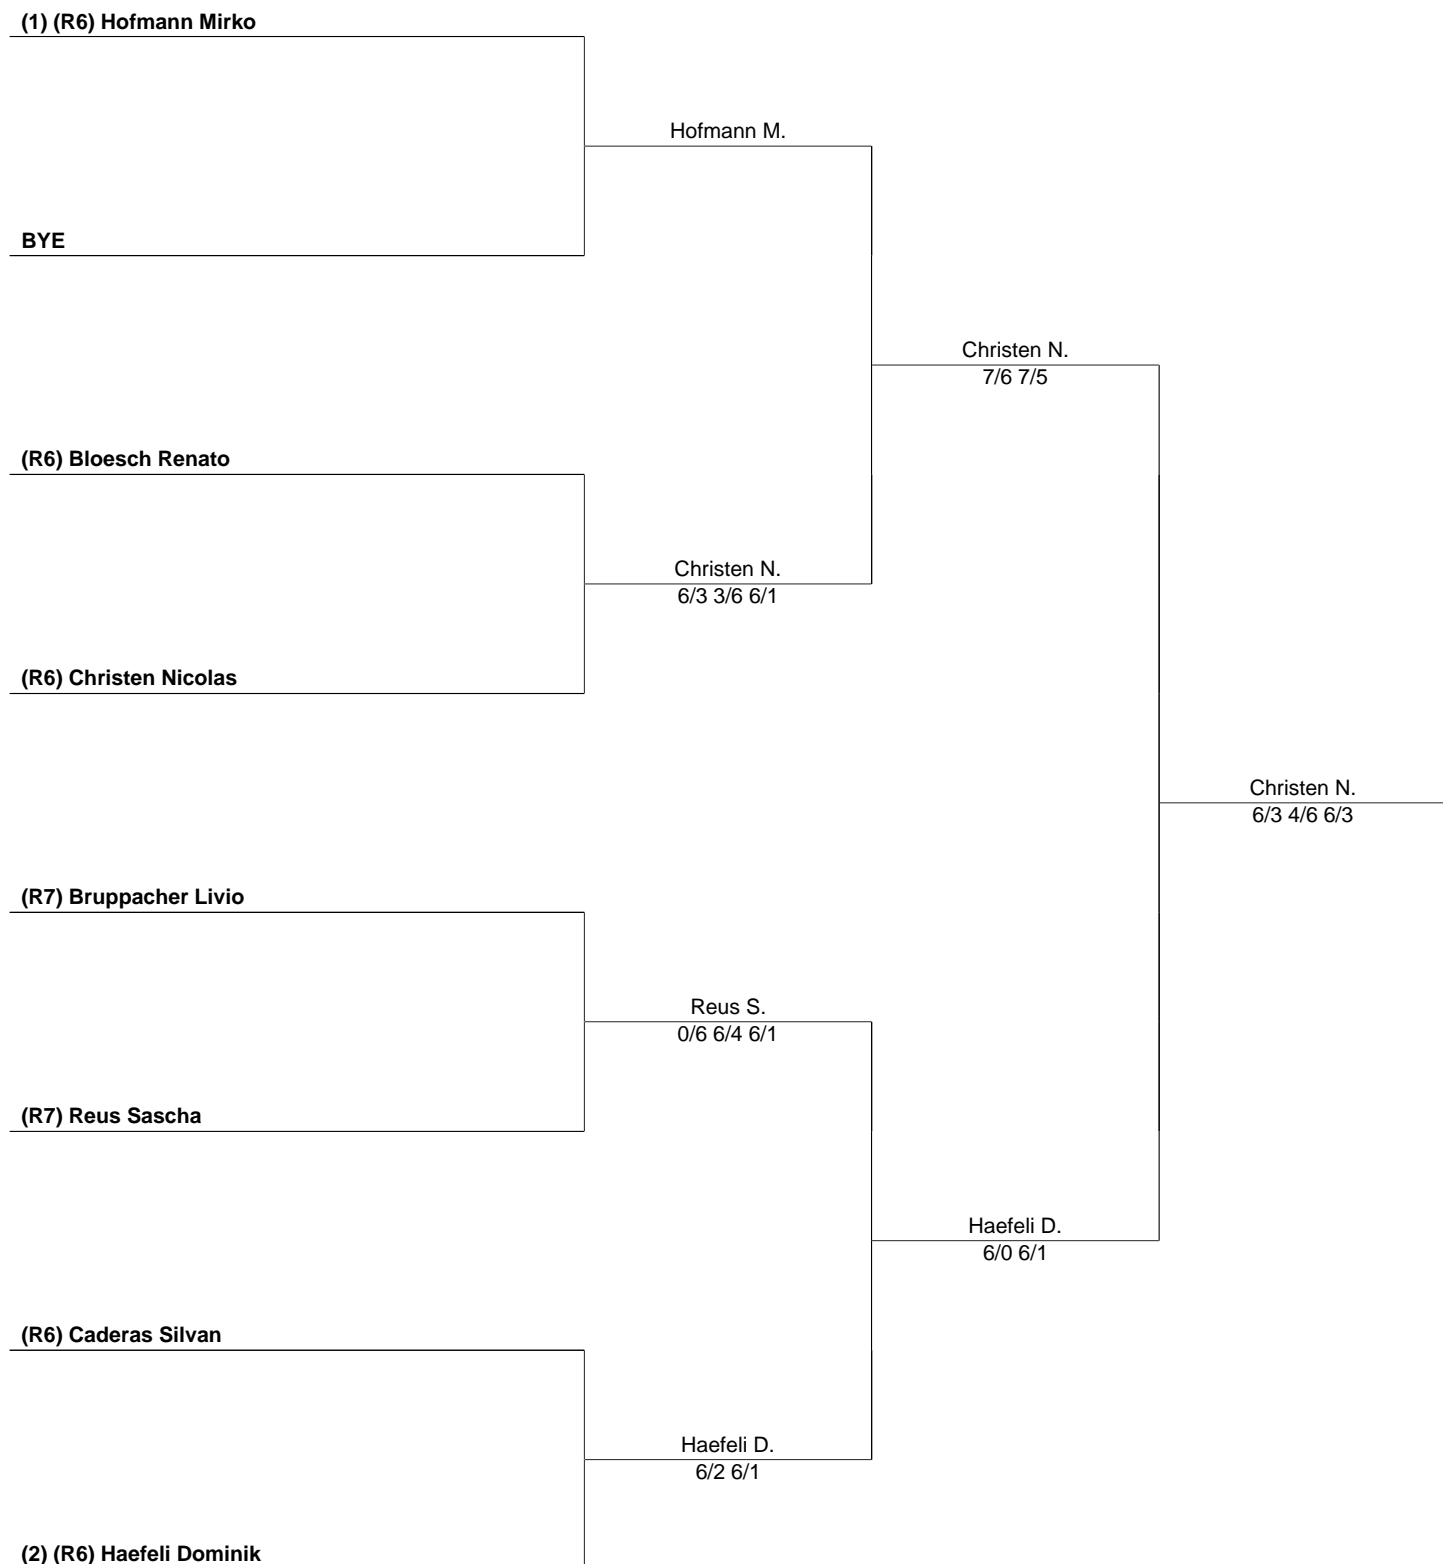 (1) (R6) Hofmann Mirko
Hofmann M.
BYE
Christen N.
7/6 7/5
(R6) Bloesch Renato
Christen N.
6/3 3/6 6/1
(R6) Christen Nicolas
Christen N.
6/3 4/6 6/3
(R7) Bruppacher Livio
Reus S.
0/6 6/4 6/1
(R7) Reus Sascha
Haefeli D.
6/0 6/1
(R6) Caderas Silvan
Haefeli D.
6/2 6/1
(2) (R6) Haefeli Dominik